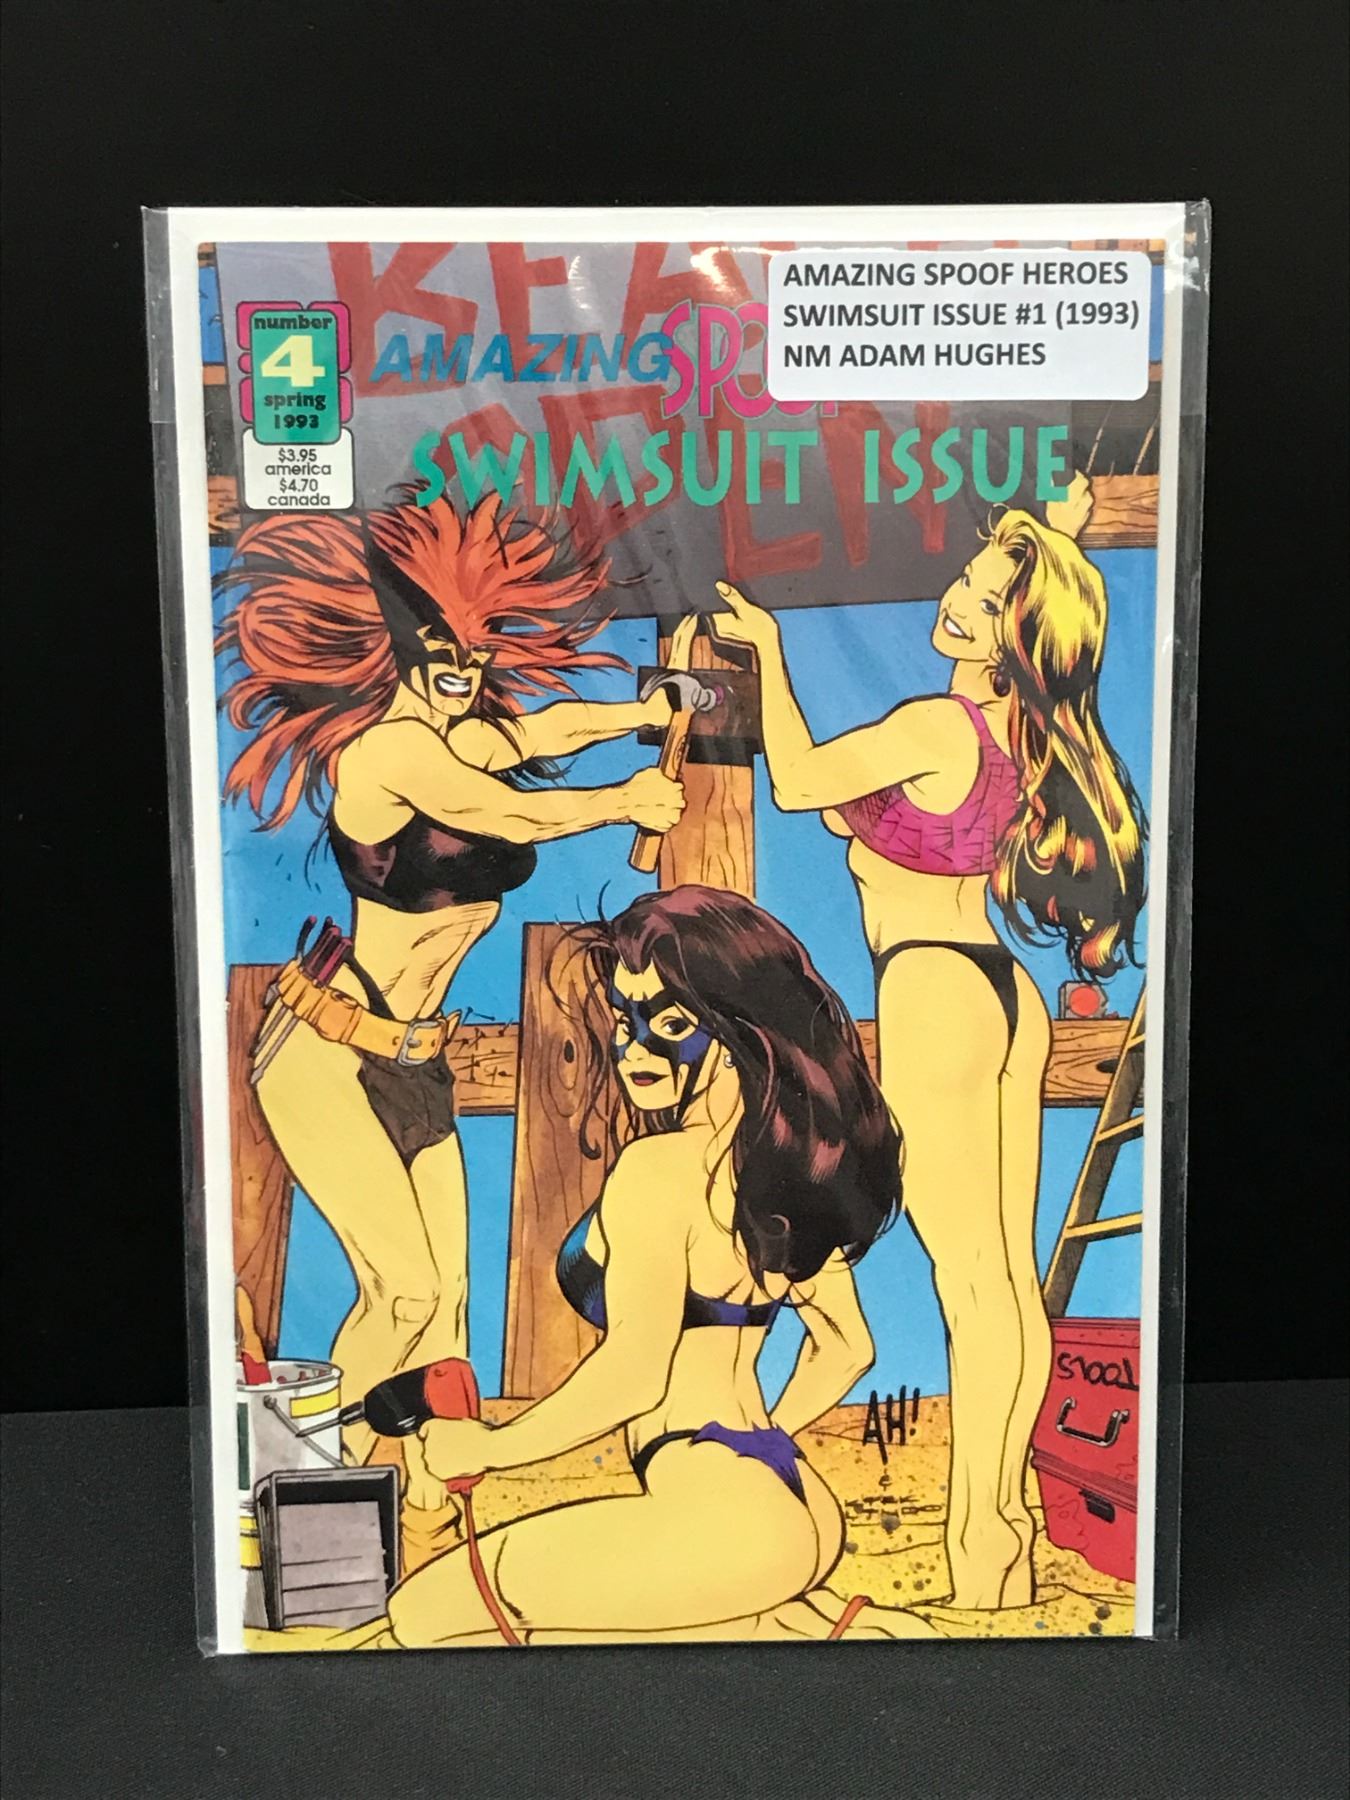 AMAZING SPOOF HEROES
SWIMSUIT ISSUE #1 (1993)
NM ADAM HUGHES
number
4
spring
1993
$3.95
america
$4.70
canada
AMAZING
SWIMSUIT ISSUE
TOOLS
AH!